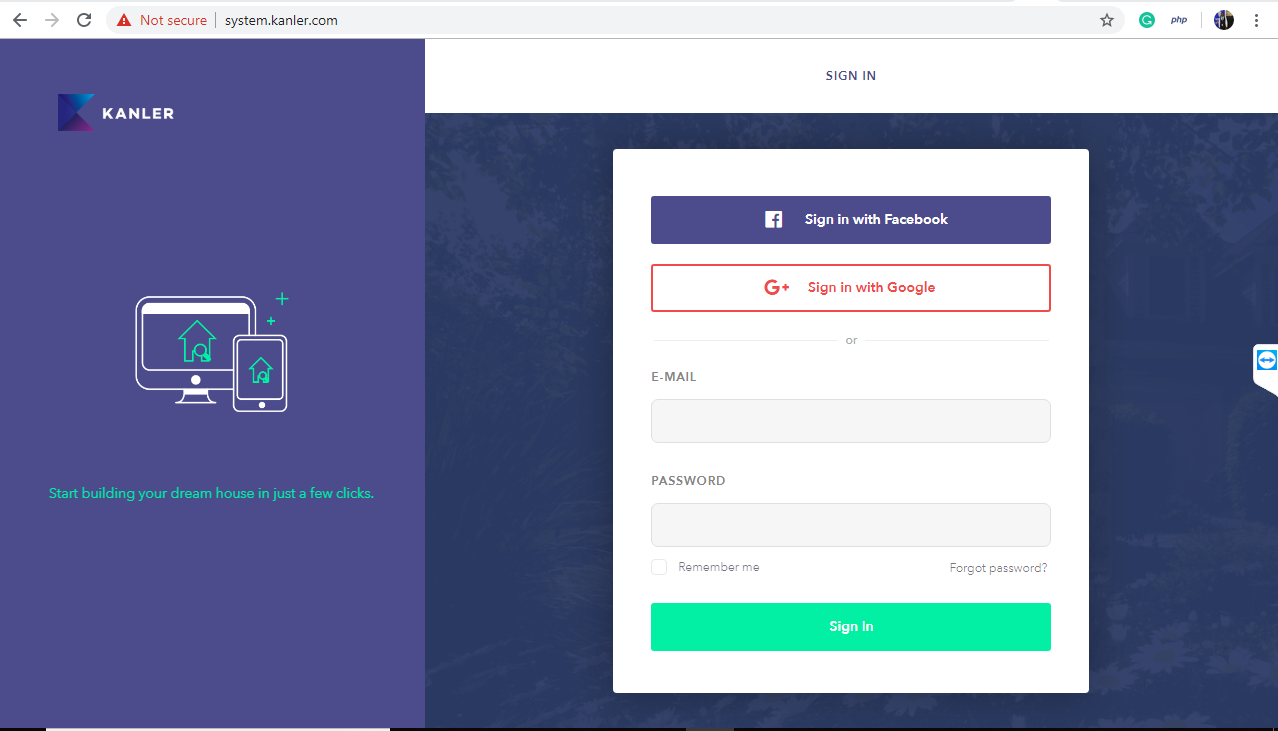 Not secure
system.kanler.com
php
KANLER
Start building your dream house in just a few clicks.
SIGN IN
Sign in with Facebook
G+ Sign in with Google
or
E-MAIL
PASSWORD
Remember me
Forgot password?
Sign In